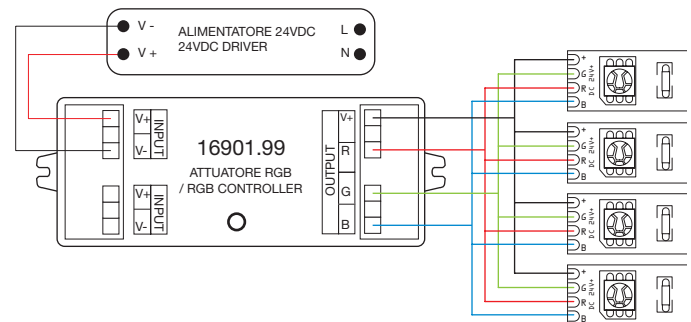 V -
V +
ALIMENTATORE 24VDC
24VDC DRIVER
L
N
V+
V-
INPUT
V+
V-
INPUT
16901.99
ATTUATORE RGB
/ RGB CONTROLLER
OUTPUT
V+
R
G
B
+
G
R
B
DC 24V+
+
G
R
B
DC 24V+
+
G
R
B
DC 24V+
+
G
R
B
DC 24V+